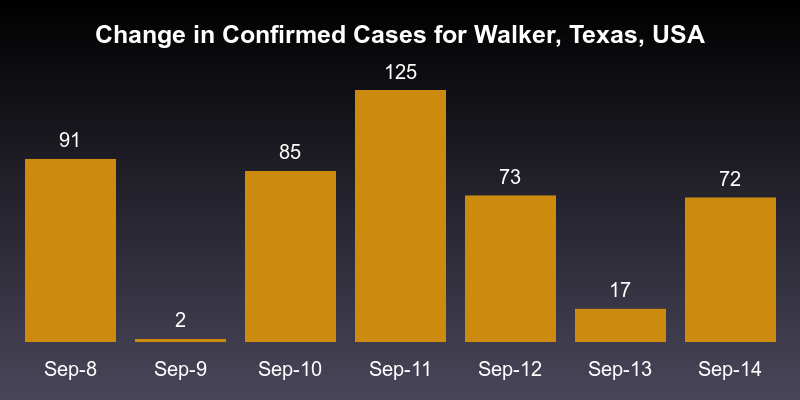 Change in Confirmed Cases for Walker, Texas, USA
91
2
85
125
73
17
72
Sep-8
Sep-9
Sep-10
Sep-11
Sep-12
Sep-13
Sep-14